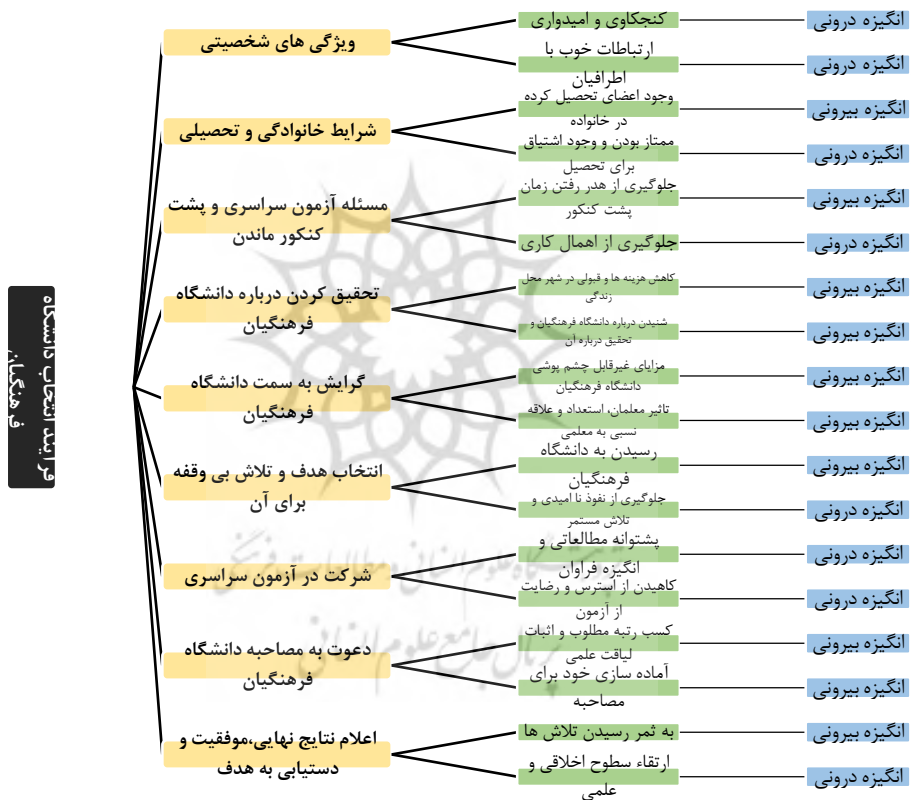 فرایند انتخاب دانشگاه
فرهنگیان
ویژگی های شخصیتی
کنجکاوی و امیدواری
انگیزه درونی
ارتباطات خوب با
اطرافیان
انگیزه درونی
شرایط خانوادگی و تحصیلی
وجود اعضای تحصیل کرده
در خانواده
انگیزه بیرونی
ممتاز بودن و وجود اشتیاق
برای تحصیل
انگیزه درونی
مسئله آزمون سراسری و پشت
کنکور ماندن
جلوگیری از هدر رفتن زمان
پشت کنکور
انگیزه بیرونی
جلوگیری از اهمال کاری
انگیزه درونی
تحقیق کردن درباره دانشگاه
فرهنگیان
کاهش هزینه ها و قبولی در شهر محل
زندگی
انگیزه بیرونی
شنیدن درباره دانشگاه فرهنگیان و
تحقیق درباره آن
انگیزه بیرونی
گرایش به سمت دانشگاه
فرهنگیان
مزایای غیرقابل چشم پوشی
دانشگاه فرهنگیان
انگیزه بیرونی
تاثیر معلمان، استعداد و علاقه
نسبی به معلمی
انگیزه بیرونی
انتخاب هدف و تلاش بی وقفه
برای آن
رسیدن به دانشگاه
فرهنگیان
انگیزه بیرونی
جلوگیری از نفوذ نا امیدی و
تلاش مستمر
انگیزه درونی
شرکت در آزمون سراسری
پشتوانه مطالعاتی و
انگیزه فراوان
انگیزه درونی
کاهیدن از استرس و رضایت
از آزمون
انگیزه درونی
دعوت به مصاحبه دانشگاه
فرهنگیان
کسب رتبه مطلوب و اثبات
لیاقت علمی
انگیزه بیرونی
آماده سازی خود برای
مصاحبه
انگیزه بیرونی
اعلام نتایج نهایی،موفقیت و
دستیابی به هدف
به ثمر رسیدن تلاش ها
انگیزه بیرونی
ارتقاء سطوح اخلاقی و
علمی
انگیزه درونی
پژوهشگاه علوم انسانی و مطالعات فرهنگی
پرتال جامع علوم انسانی